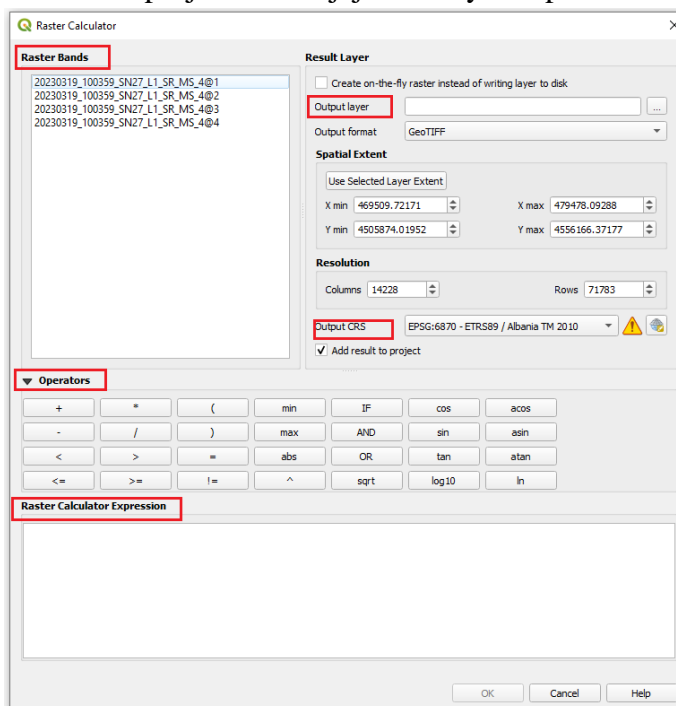 Raster Calculator
Raster Bands
20230319_100359_SN27_L1_SR_MS_4@1
20230319_100359_SN27_L1_SR_MS_4@2
20230319_100359_SN27_L1_SR_MS_4@3
20230319_100359_SN27_L1_SR_MS_4@4
Result Layer
Create on-the-fly raster instead of writing layer to disk
Output layer ...
Output format GeoTIFF
Spatial Extent
Use Selected Layer Extent
X min 469509.72171 X max 479478.09288
Y min 4505874.01952 Y max 4556166.37177
Resolution
Columns 14228 Rows 71783
Output CRS EPSG:6870 - ETRS89 / Albania TM 2010
Add result to project
Operators
+ * ( min IF cos acos
- / ) max AND sin asin
< > = abs OR tan atan
<= >= != ^ sqrt log10 ln
Raster Calculator Expression
OK Cancel Help